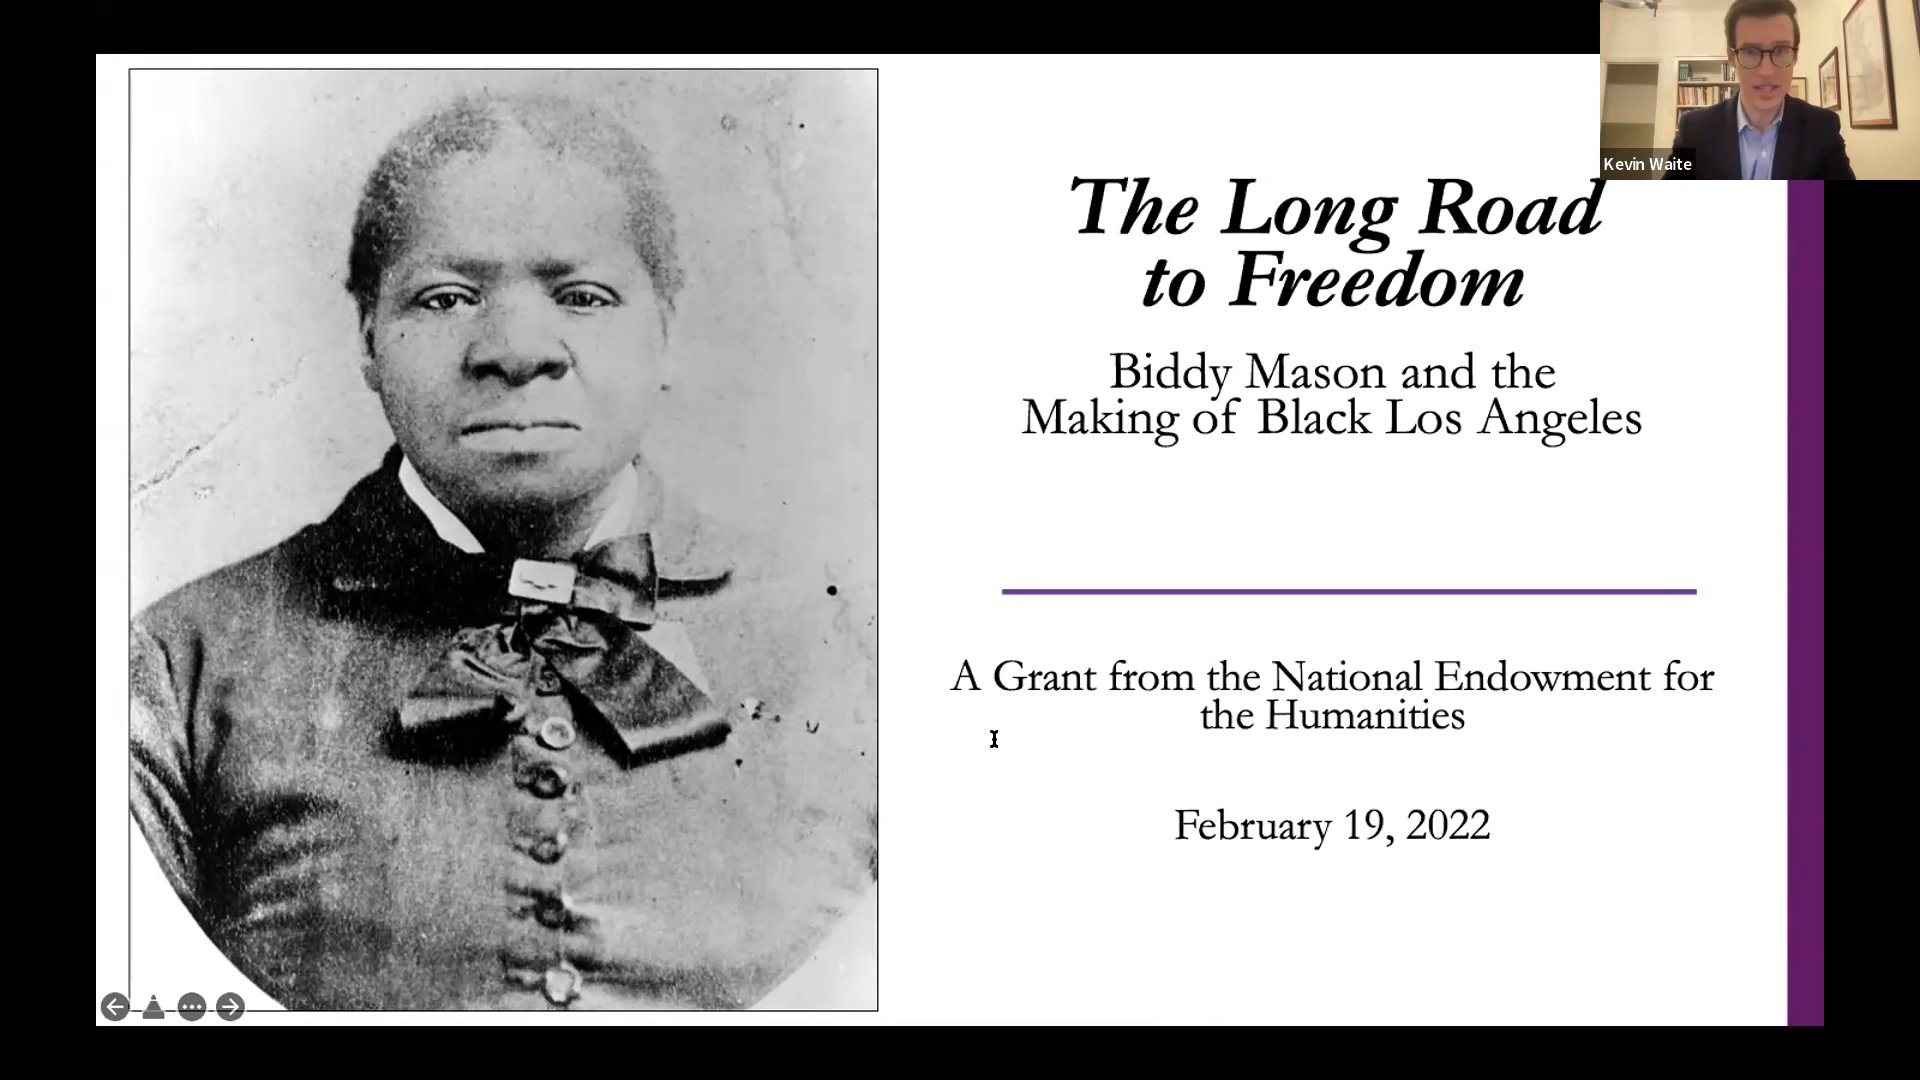 Kevin Waite
The Long Road
to Freedom
Biddy Mason and the
Making of Black Los Angeles
A Grant from the National Endowment for
the Humanities
February 19, 2022